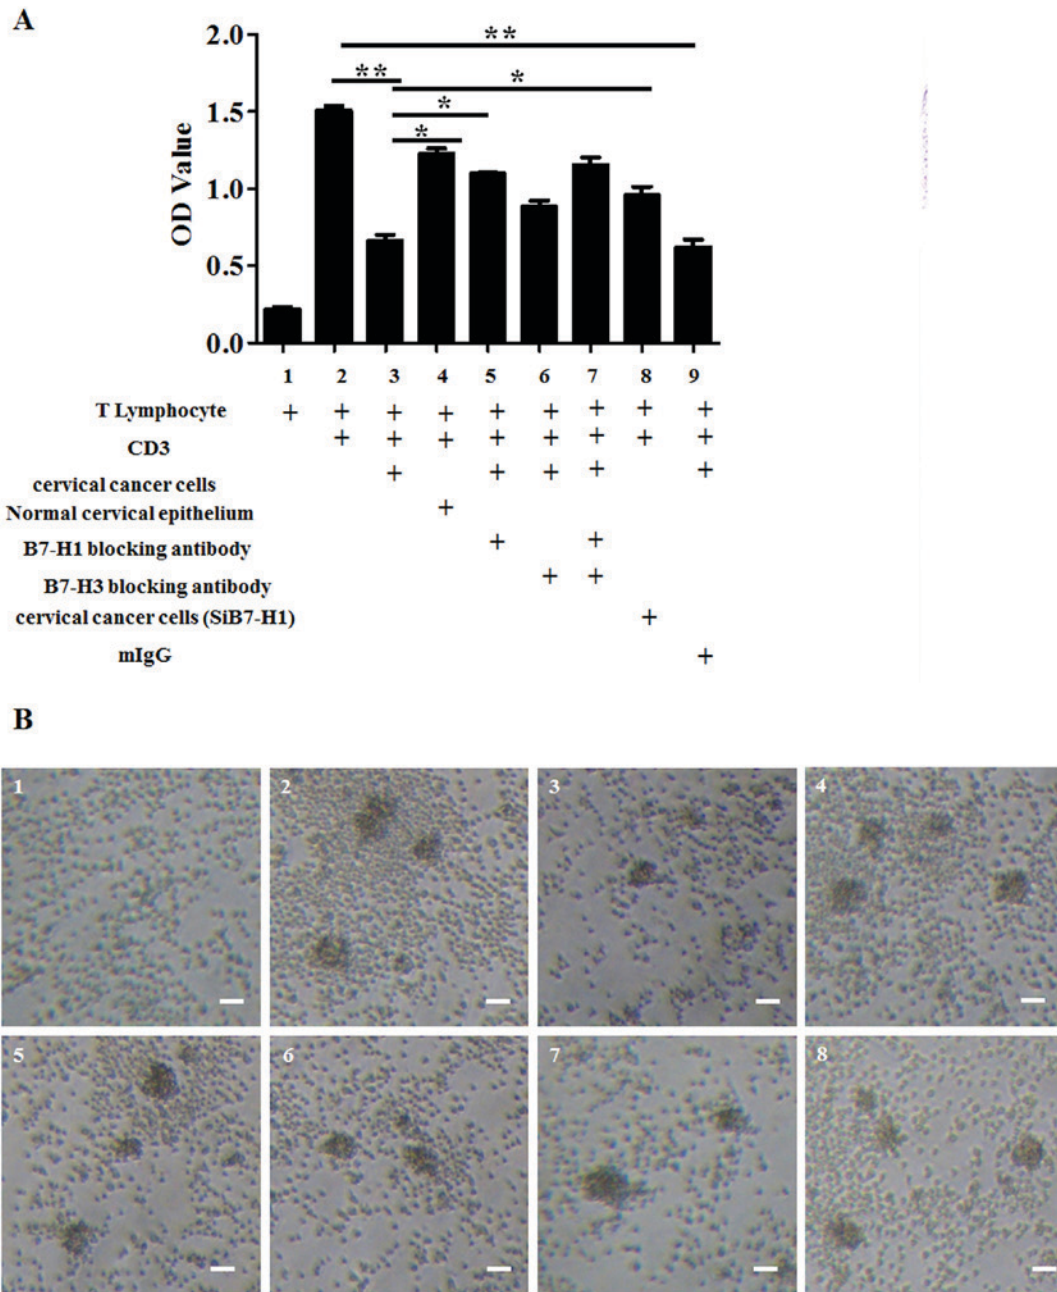 A
2.0
**
**
*
1.5
*
*
OD Value
1.0
0.5
0.0
1 2 3 4 5 6 7 8 9
T Lymphocyte + + + + + + + + +
CD3 + + + + + + + +
cervical cancer cells + + + + +
Normal cervical epithelium +
B7-H1 blocking antibody + +
B7-H3 blocking antibody + +
cervical cancer cells (SiB7-H1) +
mIgG +
B
1 2 3 4
5 6 7 8